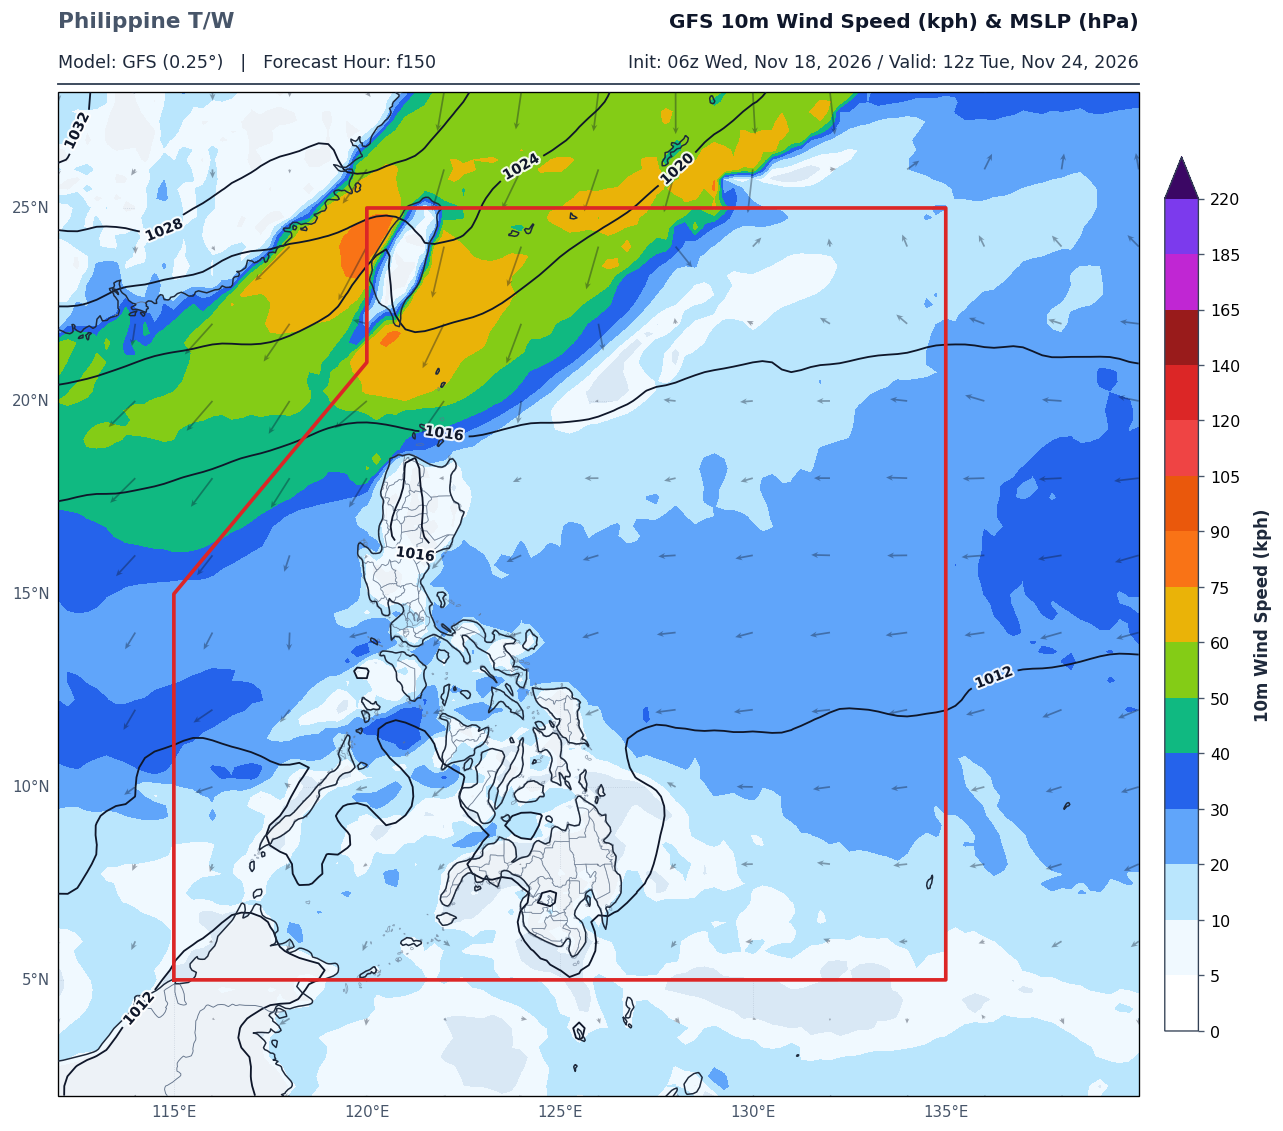 Philippine T/W
GFS 10m Wind Speed (kph) & MSLP (hPa)
Model: GFS (0.25°)   |   Forecast Hour: f150
Init: 06z Wed, Nov 18, 2026 / Valid: 12z Tue, Nov 24, 2026
1032
1028
1024
1020
1016
1016
1012
1012
25°N
20°N
15°N
10°N
5°N
115°E
120°E
125°E
130°E
135°E
220
185
165
140
120
105
90
75
60
50
40
30
20
10
5
0
10m Wind Speed (kph)